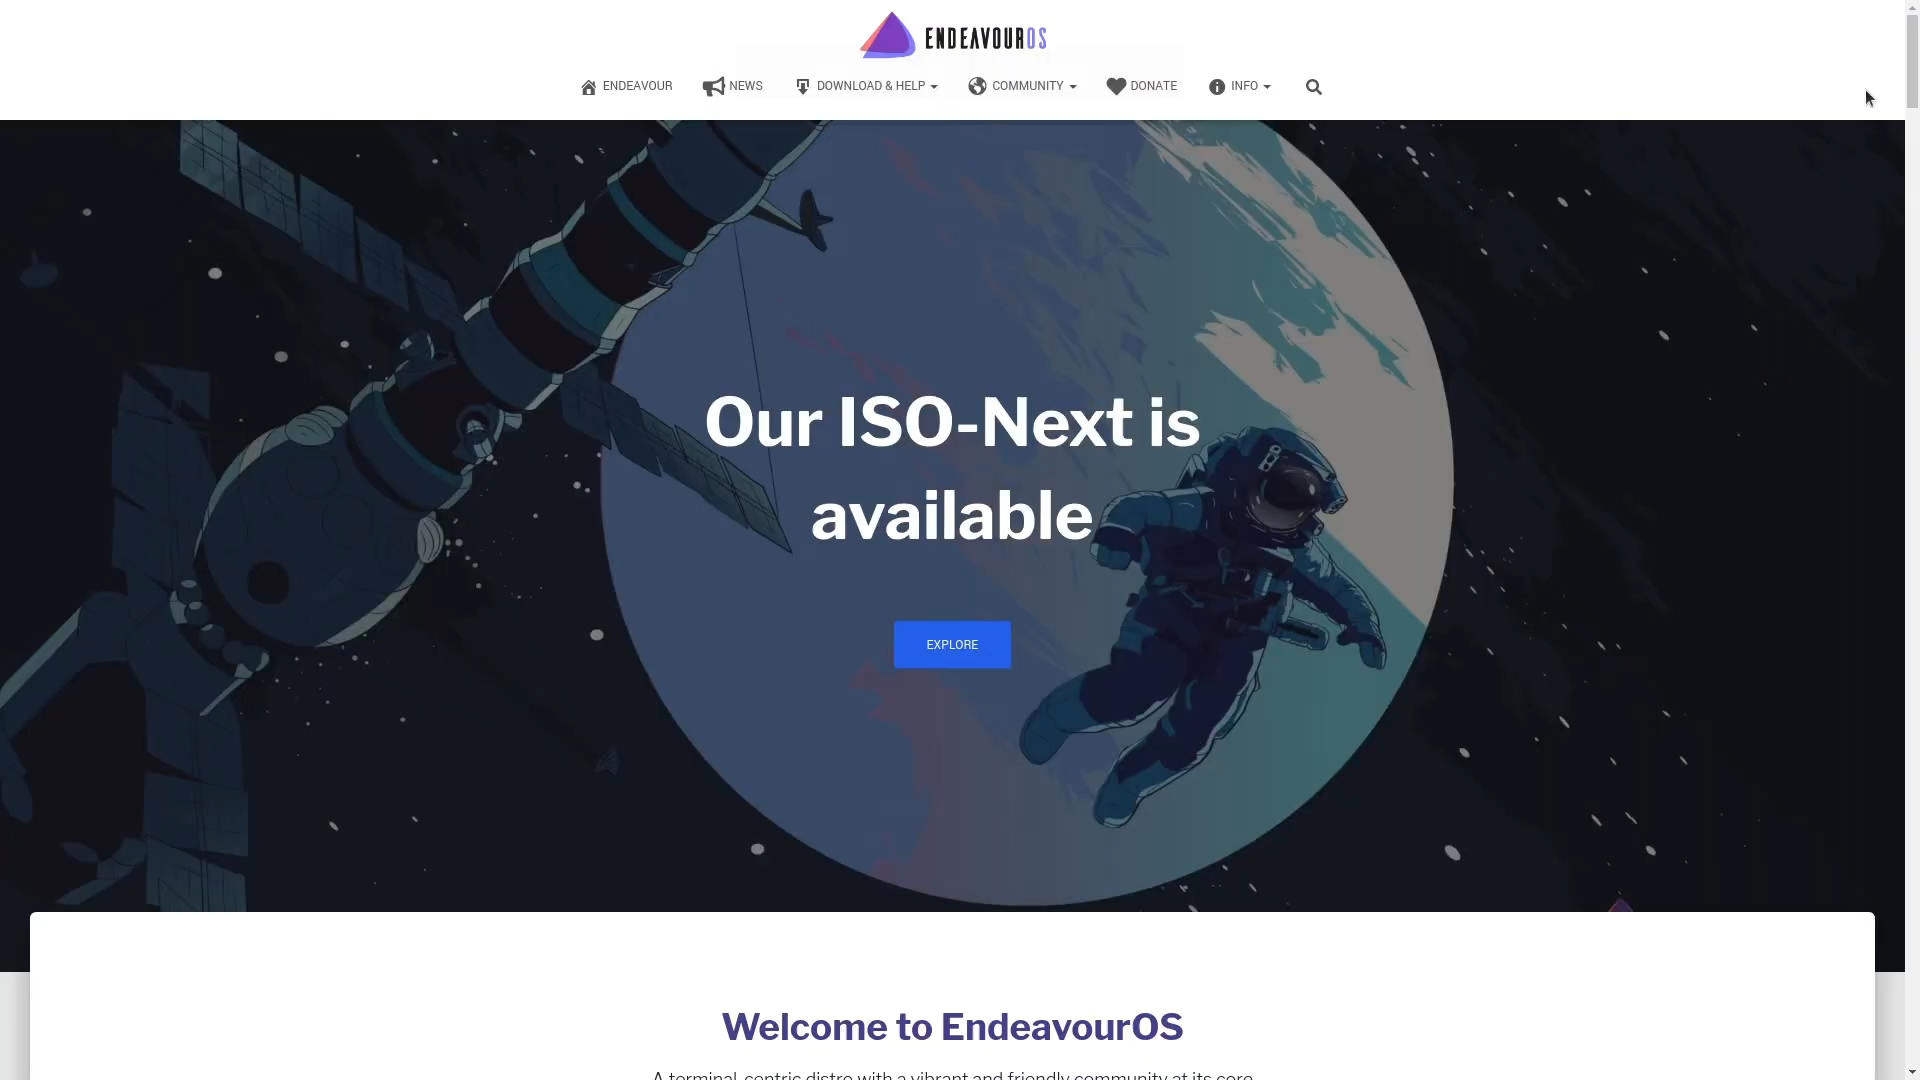 ENDEAVOUROS
ENDEAVOUR NEWS DOWNLOAD & HELP COMMUNITY DONATE INFO
Our ISO-Next is
available
EXPLORE
Welcome to EndeavourOS
A terminal-centric distro with a vibrant and friendly community at its core